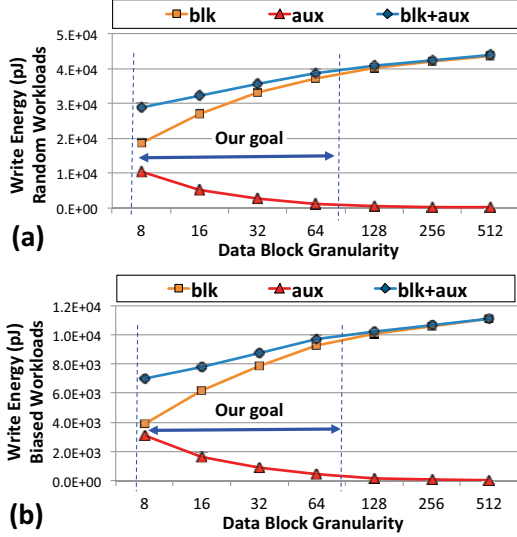 blk aux blk+aux
5.E+04
4.E+04
3.E+04
2.E+04
1.E+04
0.E+00
Write Energy (pJ)
Random Workloads
Our goal
8 16 32 64 128 256 512
Data Block Granularity
(a)
blk aux blk+aux
1.2E+04
1.0E+04
8.0E+03
6.0E+03
4.0E+03
2.0E+03
0.0E+00
Write Energy (pJ)
Biased Workloads
Our goal
8 16 32 64 128 256 512
Data Block Granularity
(b)